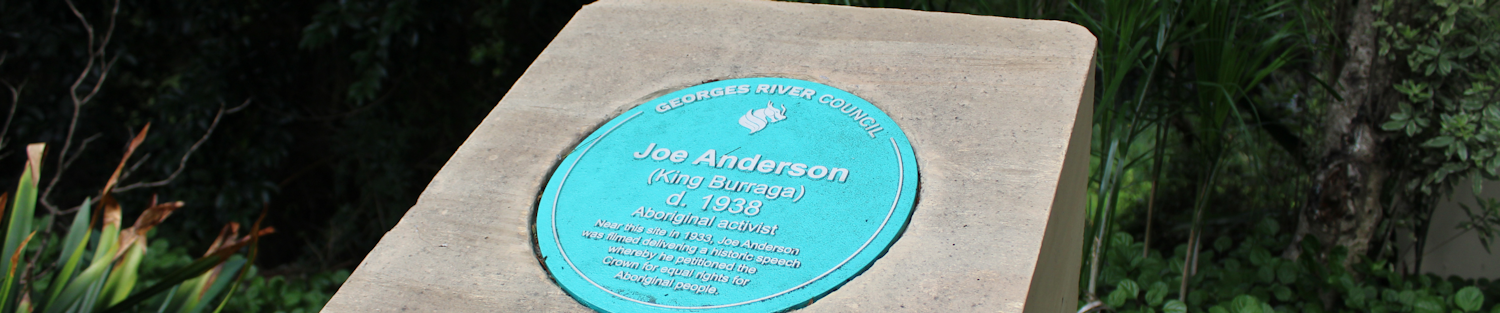 GEORGES RIVER COUNCIL
Joe Anderson
(King Burraga)
d. 1938
Aboriginal activist
Near this site in 1933, Joe Anderson
was filmed delivering a historic speech
whereby he petitioned the
Crown for equal rights for
Aboriginal people.